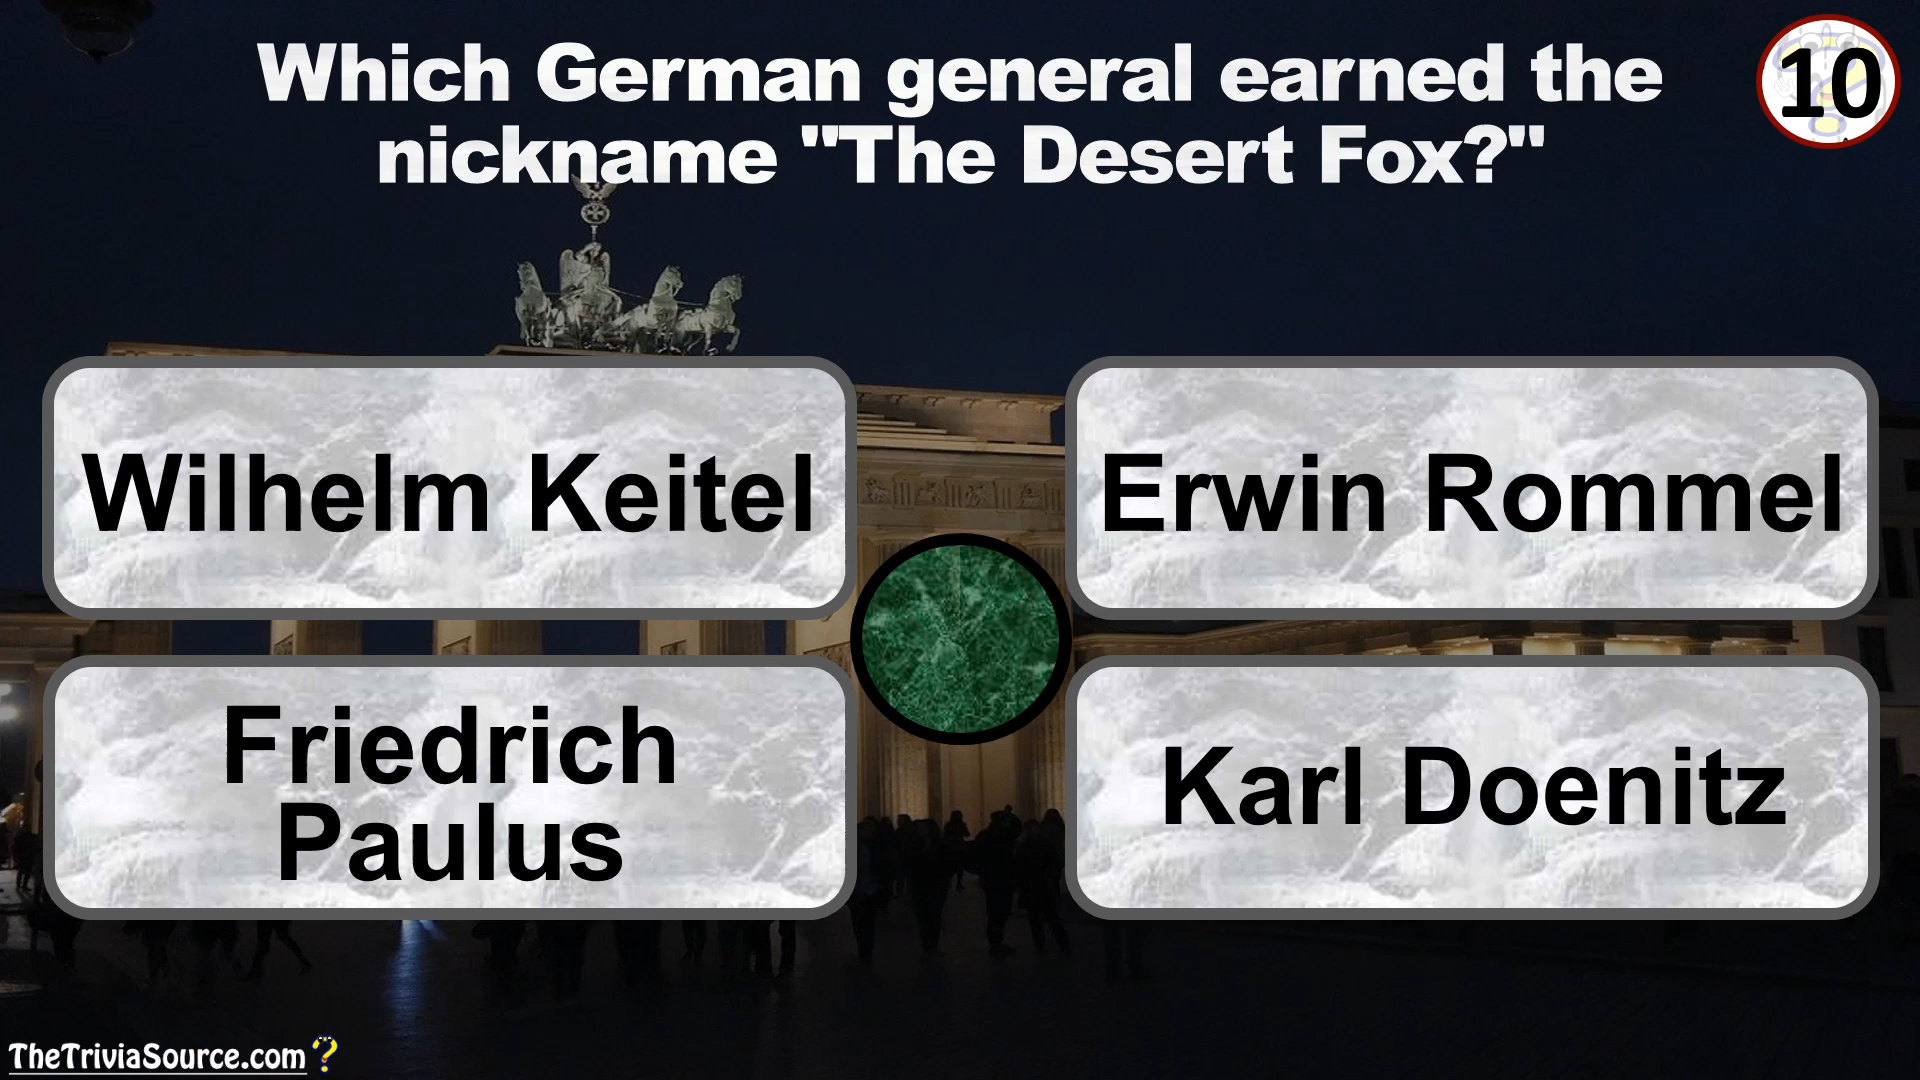 Which German general earned the
nickname "The Desert Fox?"
10
Wilhelm Keitel
Erwin Rommel
Friedrich
Paulus
Karl Doenitz
TheTriviaSource.com?